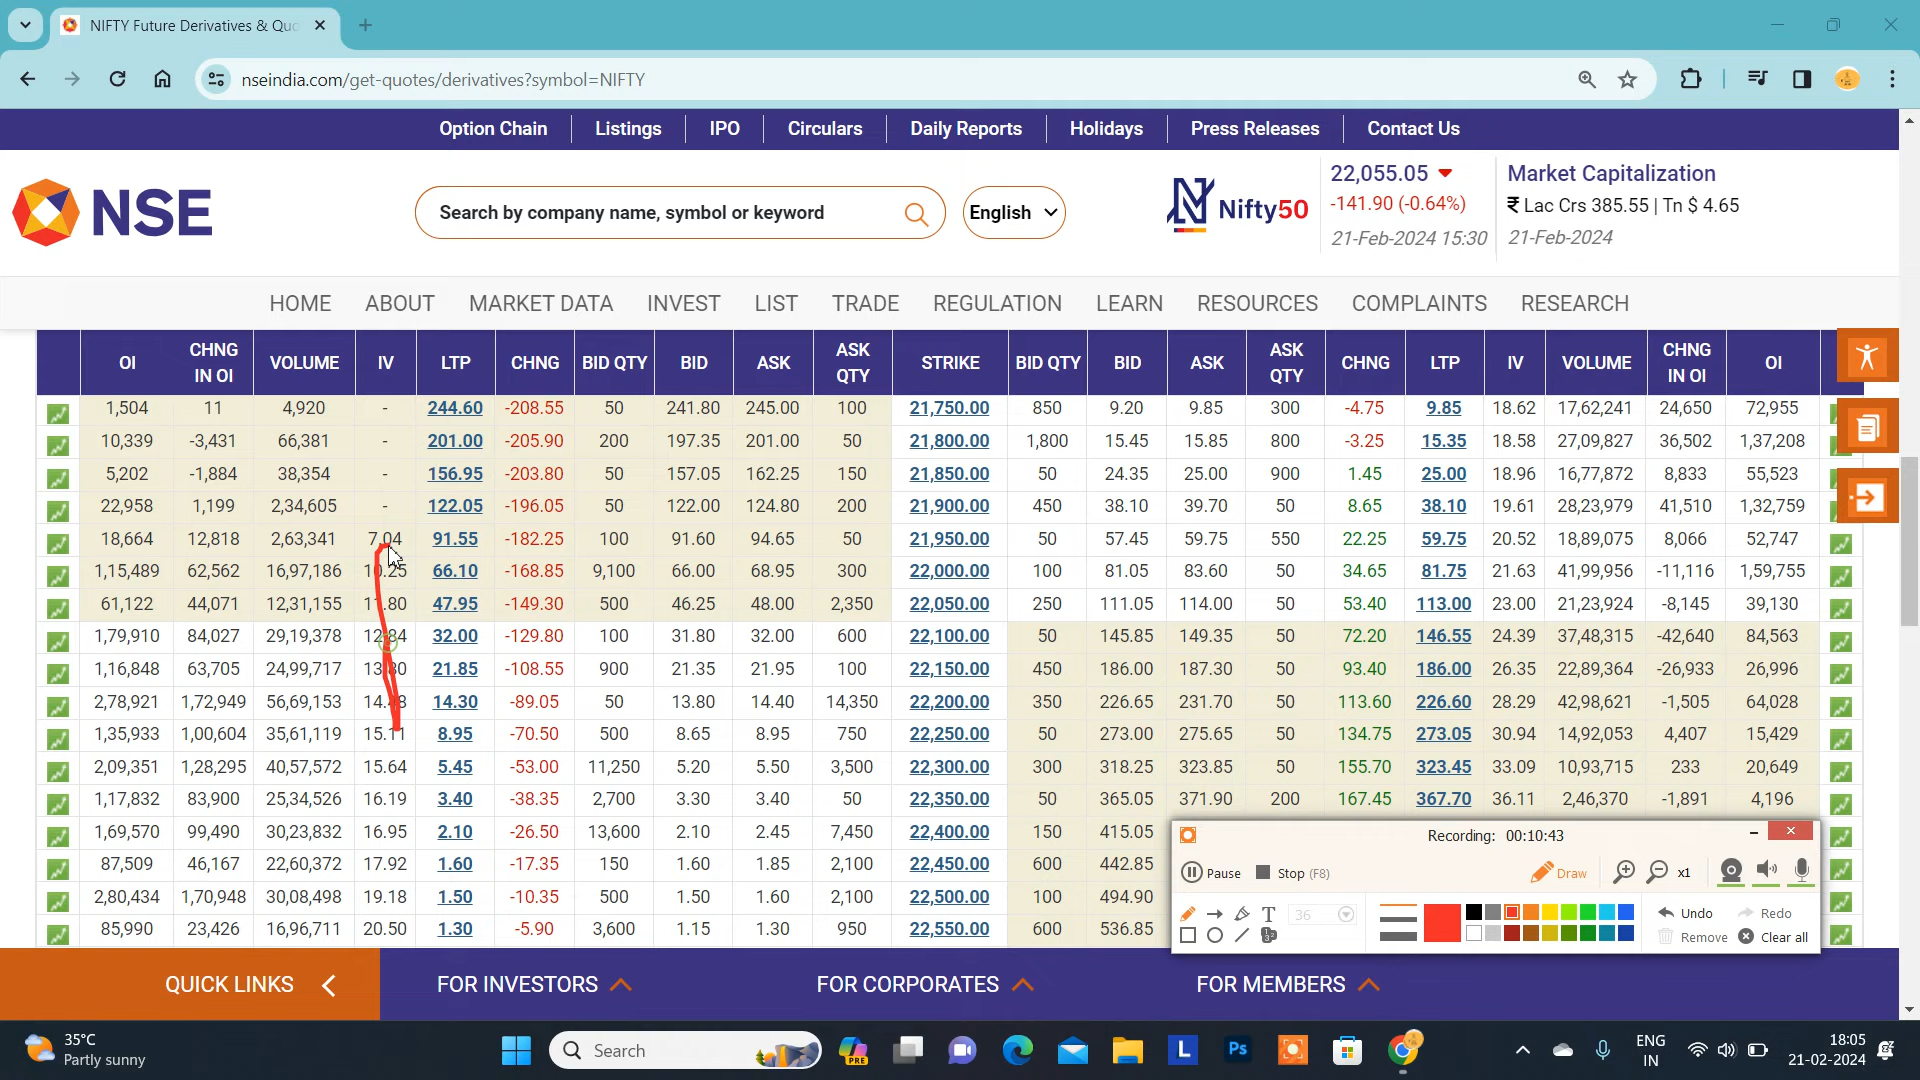 NIFTY Future Derivatives & Quo
nseindia.com/get-quotes/derivatives?symbol=NIFTY
Option Chain Listings IPO Circulars Daily Reports Holidays Press Releases Contact Us
NSE
Search by company name, symbol or keyword
English
Nifty50
22,055.05
-141.90 (-0.64%)
21-Feb-2024 15:30
Market Capitalization
₹ Lac Crs 385.55 | Tn $ 4.65
21-Feb-2024
HOME ABOUT MARKET DATA INVEST LIST TRADE REGULATION LEARN RESOURCES COMPLAINTS RESEARCH
OI CHNG IN OI VOLUME IV LTP CHNG BID QTY BID ASK ASK QTY STRIKE BID QTY BID ASK ASK QTY CHNG LTP IV VOLUME CHNG IN OI OI
1,504 11 4,920 - 244.60 -208.55 50 241.80 245.00 100 21,750.00 850 9.20 9.85 300 -4.75 9.85 18.62 17,62,241 24,650 72,955
10,339 -3,431 66,381 - 201.00 -205.90 200 197.35 201.00 50 21,800.00 1,800 15.45 15.85 800 -3.25 15.35 18.58 27,09,827 36,502 1,37,208
5,202 -1,884 38,354 - 156.95 -203.80 50 157.05 162.25 150 21,850.00 50 24.35 25.00 900 1.45 25.00 18.96 16,77,872 8,833 55,523
22,958 1,199 2,34,605 - 122.05 -196.05 50 122.00 124.80 200 21,900.00 450 38.10 39.70 50 8.65 38.10 19.61 28,23,979 41,510 1,32,759
18,664 12,818 2,63,341 7.04 91.55 -182.25 100 91.60 94.65 50 21,950.00 50 57.45 59.75 550 22.25 59.75 20.52 18,89,075 8,066 52,747
1,15,489 62,562 16,97,186 10.25 66.10 -168.85 9,100 66.00 68.95 300 22,000.00 100 81.05 83.60 50 34.65 81.75 21.63 41,99,956 -11,116 1,59,755
61,122 44,071 12,31,155 11.80 47.95 -149.30 500 46.25 48.00 2,350 22,050.00 250 111.05 114.00 50 53.40 113.00 23.00 21,23,924 -8,145 39,130
1,79,910 84,027 29,19,378 12.84 32.00 -129.80 100 31.80 32.00 600 22,100.00 50 145.85 149.35 50 72.20 146.55 24.39 37,48,315 -42,640 84,563
1,16,848 63,705 24,99,717 21.85 -108.55 900 21.35 21.95 100 22,150.00 450 186.00 187.30 50 93.40 186.00 26.35 22,89,364 -26,933 26,996
2,78,921 1,72,949 56,69,153 14.30 -89.05 50 13.80 14.40 14,350 22,200.00 350 226.65 231.70 50 113.60 226.60 28.29 42,98,621 -1,505 64,028
1,35,933 1,00,604 35,61,119 15.11 8.95 -70.50 500 8.65 8.95 750 22,250.00 50 273.00 275.65 50 134.75 273.05 30.94 14,92,053 4,407 15,429
2,09,351 1,28,295 40,57,572 15.64 5.45 -53.00 11,250 5.20 5.50 3,500 22,300.00 300 318.25 323.85 50 155.70 323.45 33.09 10,93,715 233 20,649
1,17,832 83,900 25,34,526 16.19 3.40 -38.35 2,700 3.30 3.40 50 22,350.00 50 365.05 371.90 200 167.45 367.70 36.11 2,46,370 -1,891 4,196
1,69,570 99,490 30,23,832 16.95 2.10 -26.50 13,600 2.10 2.45 7,450 22,400.00 150 415.05
87,509 46,167 22,60,372 17.92 1.60 -17.35 150 1.60 1.85 2,100 22,450.00 600 442.85
2,80,434 1,70,948 30,08,498 19.18 1.50 -10.35 500 1.50 1.60 2,100 22,500.00 100 494.90
85,990 23,426 16,96,711 20.50 1.30 -5.90 3,600 1.15 1.30 950 22,550.00 600 536.85
Recording: 00:10:43
Pause Stop (F8) Draw x1
T 36 Undo Redo
Remove Clear all
QUICK LINKS FOR INVESTORS FOR CORPORATES FOR MEMBERS
35°C
Partly sunny
Search
PRE
L
Ps
ENG
IN
18:05
21-02-2024